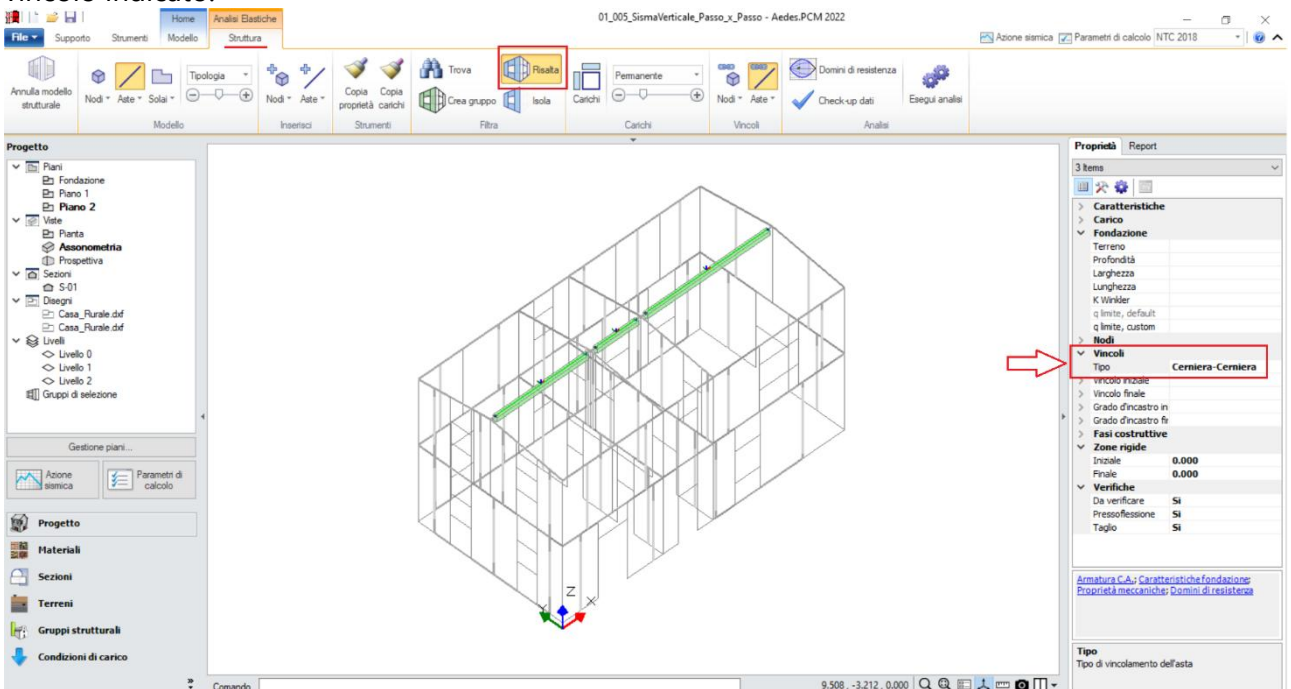 vincolo indicato.
Home
Analisi Elastiche
01_005_SismaVerticale_Passo_x_Passo - Aedes.PCM 2022
File
Supporto
Strumenti
Modello
Struttura
Azione sismica
Parametri di calcolo
NTC 2018
Annulla modello strutturale
Nodi
Aste
Solai
Tipologia
Modello
Nodi
Aste
Inserisci
Copia proprietà
Copia carichi
Strumenti
Trova
Crea gruppo
Risalta
Isola
Filtra
Carichi
Permanente
Carichi
Nodi
Aste
Vincoli
Domini di resistenza
Check-up dati
Esegui analisi
Analisi
Progetto
Piani
Fondazione
Piano 1
Piano 2
Viste
Pianta
Assonometria
Prospettiva
Sezioni
S-01
Disegni
Casa_Rurale.dxf
Casa_Rurale.dxf
Livelli
Livello 0
Livello 1
Livello 2
Gruppi di selezione
Gestione piani...
Azione sismica
Parametri di calcolo
Progetto
Materiali
Sezioni
Terreni
Gruppi strutturali
Condizioni di carico
Z
X
Y
Comando
9.508 , -3.212 , 0.000
Proprietà
Report
3 Items
Caratteristiche
Carico
Fondazione
Terreno
Profondità
Larghezza
Lunghezza
K Winkler
q limite, default
q limite, custom
Nodi
Vincoli
Tipo Cerniera-Cerniera
Vincolo iniziale
Vincolo finale
Grado d'incastro in
Grado d'incastro fir
Fasi costruttive
Zone rigide
Iniziale 0.000
Finale 0.000
Verifiche
Da verificare Sì
Pressoflessione Sì
Taglio Sì
Armatura C.A.; Caratteristiche fondazione;
Proprietà meccaniche; Domini di resistenza
Tipo
Tipo di vincolamento dell'asta